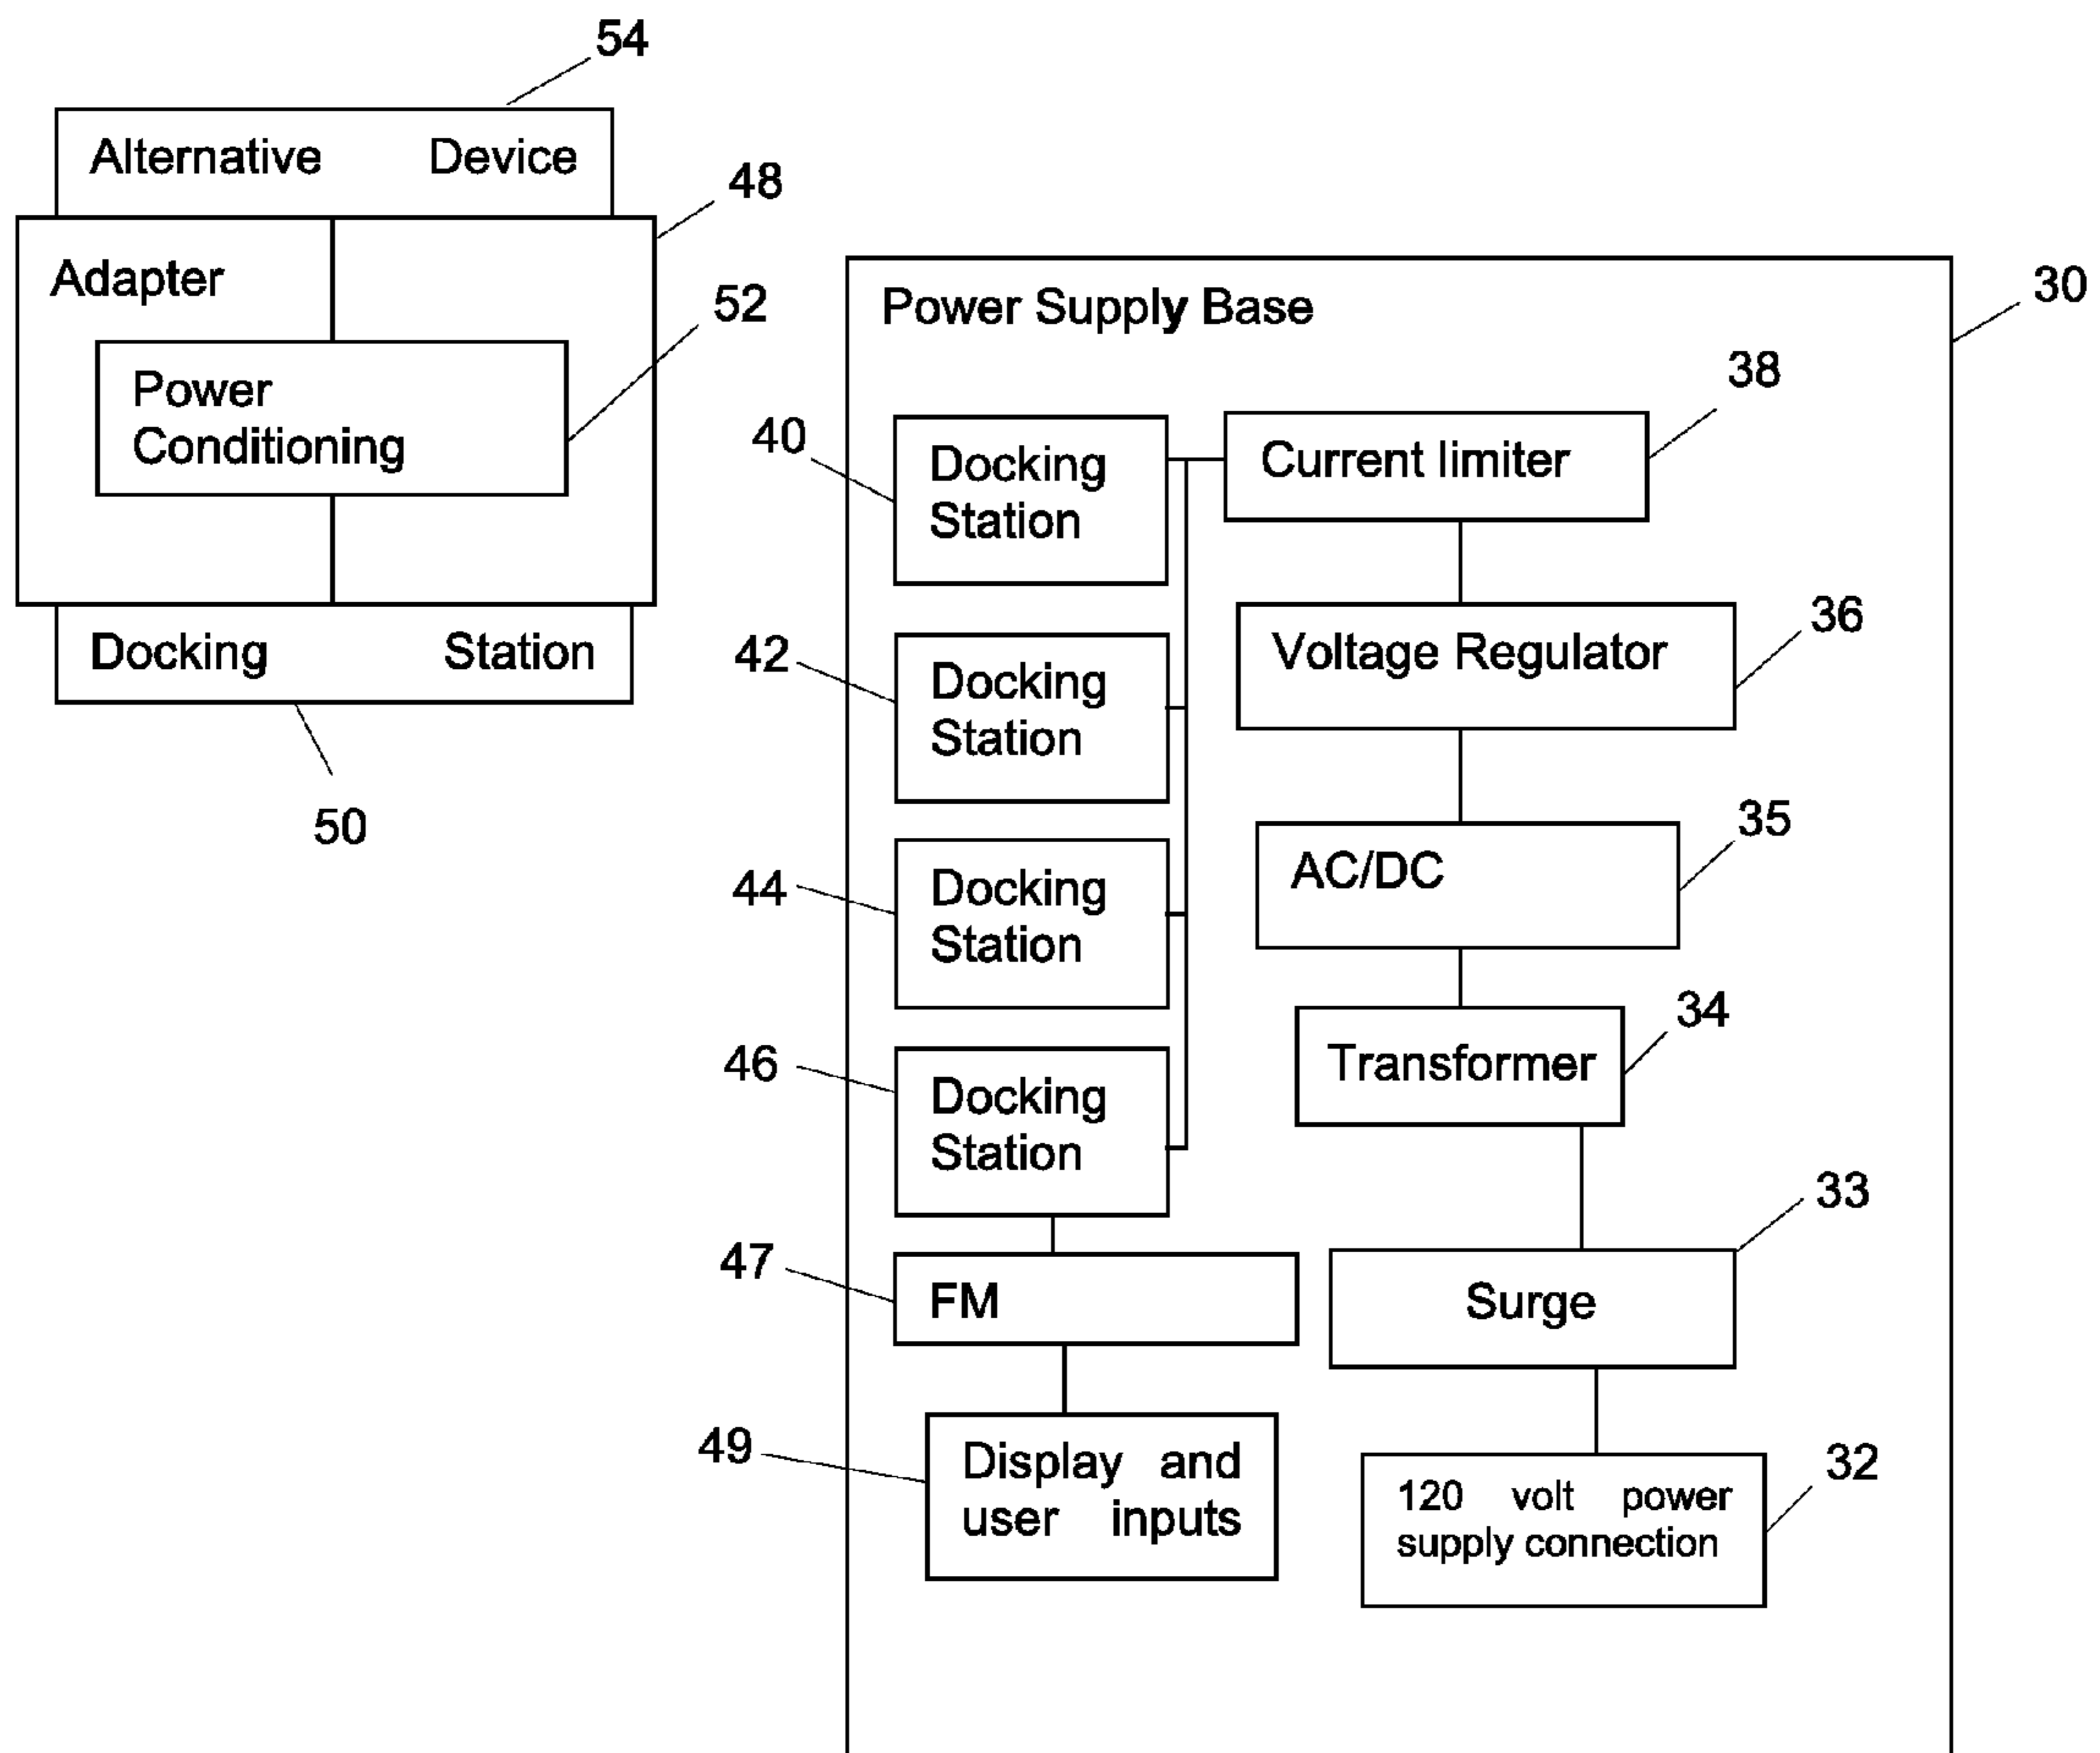 54
Alternative Device
48
Adapter
52
Power
Conditioning
Docking Station
50
Power Supply Base
30
38
40
Docking
Station
Current limiter
42
Docking
Station
Voltage Regulator
36
44
Docking
Station
AC/DC
35
46
Docking
Station
Transformer
34
47
FM
Surge
33
49
Display and
user inputs
120 volt power
supply connection
32